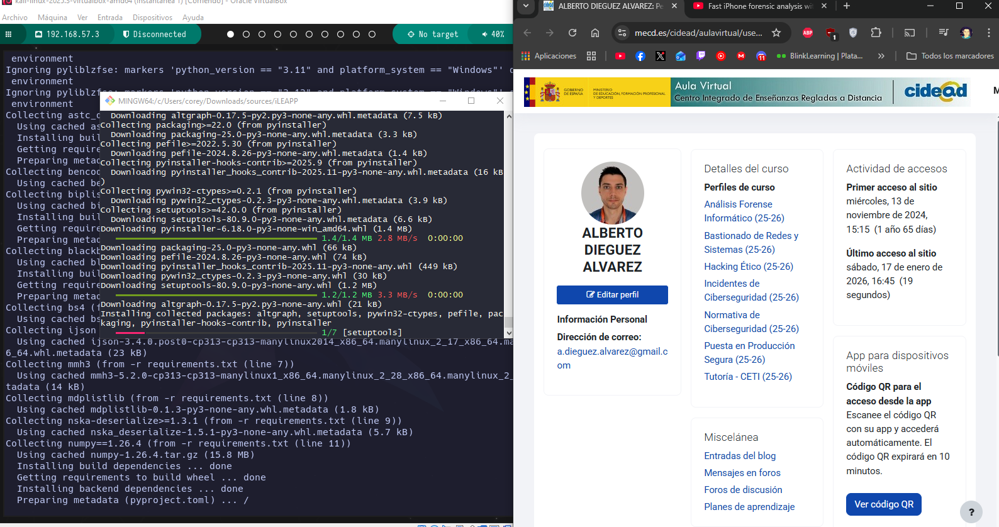 kali-linux-2025.3-virtualbox-amd64 (Instantánea 1) [Corriendo] - Oracle VirtualBox
Archivo Máquina Ver Entrada Dispositivos Ayuda
192.168.57.3 Disconnected No target 40%
environment
Ignoring pyliblzfse: markers 'python_version == "3.11" and platform_system == "Windows"'
environment
Ignoring
environment
Collecting astc_d
Using cached as
Installing buil
Getting require
Preparing metad
Collecting bencod
Using cached be
Collecting biplis
Using cached bi
Installing buil
Getting require
Preparing metad
Collecting blackb
Using cached bl
Installing buil
Getting require
Preparing metad
Collecting bs4 (f
Using cached bs
Collecting ijson
Using cached ijson-3.4.0.post0-cp313-cp313-manylinux2014_x86_64.manylinux_2_17_x86_64.ma
6_64.whl.metadata (23 kB)
Collecting mmh3 (from -r requirements.txt (line 7))
Using cached mmh3-5.2.0-cp313-cp313-manylinux1_x86_64.manylinux_2_28_x86_64.manylinux_2_
tadata (14 kB)
Collecting mdplistlib (from -r requirements.txt (line 8))
Using cached mdplistlib-0.1.3-py3-none-any.whl.metadata (1.8 kB)
Collecting nska-deserialize>=1.3.1 (from -r requirements.txt (line 9))
Using cached nska_deserialize-1.5.1-py3-none-any.whl.metadata (5.7 kB)
Collecting numpy==1.26.4 (from -r requirements.txt (line 11))
Using cached numpy-1.26.4.tar.gz (15.8 MB)
Installing build dependencies ... done
Getting requirements to build wheel ... done
Installing backend dependencies ... done
Preparing metadata (pyproject.toml) ... /
MINGW64:/c/Users/corey/Downloads/sources/iLEAPP
Downloading altgraph-0.17.5-py2.py3-none-any.whl.metadata (7.5 kB)
Collecting packaging>=22.0 (from pyinstaller)
Downloading packaging-25.0-py3-none-any.whl.metadata (3.3 kB)
Collecting pefile>=2022.5.30 (from pyinstaller)
Downloading pefile-2024.8.26-py3-none-any.whl.metadata (1.4 kB)
Collecting pyinstaller-hooks-contrib>=2025.9 (from pyinstaller)
Downloading pyinstaller_hooks_contrib-2025.11-py3-none-any.whl.metadata (16 kB
)
Collecting pywin32-ctypes>=0.2.1 (from pyinstaller)
Downloading pywin32_ctypes-0.2.3-py3-none-any.whl.metadata (3.9 kB)
Collecting setuptools>=42.0.0 (from pyinstaller)
Downloading setuptools-80.9.0-py3-none-any.whl.metadata (6.6 kB)
Downloading pyinstaller-6.18.0-py3-none-win_amd64.whl (1.4 MB)
1.4/1.4 MB 2.8 MB/s 0:00:00
Downloading packaging-25.0-py3-none-any.whl (66 kB)
Downloading pefile-2024.8.26-py3-none-any.whl (74 kB)
Downloading pyinstaller_hooks_contrib-2025.11-py3-none-any.whl (449 kB)
Downloading pywin32_ctypes-0.2.3-py3-none-any.whl (30 kB)
Downloading setuptools-80.9.0-py3-none-any.whl (1.2 MB)
1.2/1.2 MB 3.3 MB/s 0:00:00
Downloading altgraph-0.17.5-py2.py3-none-any.whl (21 kB)
Installing collected packages: altgraph, setuptools, pywin32-ctypes, pefile, pac
kaging, pyinstaller-hooks-contrib, pyinstaller
1/7 [setuptools]
ALBERTO DIEGUEZ ALVAREZ: Pe
Fast iPhone forensic analysis wi
mecd.es/cidead/aulavirtual/use...
ABP
1
Aplicaciones
11
BlinkLearning | Plata...
Todos los marcadores
GOBIERNO DE ESPAÑA
MINISTERIO DE EDUCACIÓN, FORMACIÓN PROFESIONAL Y DEPORTES
Aula Virtual
Centro Integrado de Enseñanzas Regladas a Distancia
cidead
M
ALBERTO
DIEGUEZ
ALVAREZ
Editar perfil
Información Personal
Dirección de correo:
a.dieguez.alvarez@gmail.c
om
Detalles del curso
Perfiles de curso
Análisis Forense
Informático (25-26)
Bastionado de Redes y
Sistemas (25-26)
Hacking Ético (25-26)
Incidentes de
Ciberseguridad (25-26)
Normativa de
Ciberseguridad (25-26)
Puesta en Producción
Segura (25-26)
Tutoría - CETI (25-26)
Miscelánea
Entradas del blog
Mensajes en foros
Foros de discusión
Planes de aprendizaje
Actividad de accesos
Primer acceso al sitio
miércoles, 13 de
noviembre de 2024,
15:15 (1 año 65 días)
Último acceso al sitio
sábado, 17 de enero de
2026, 16:45 (19
segundos)
App para dispositivos
móviles
Código QR para el
acceso desde la app
Escanee el código QR
con su app y accederá
automáticamente. El
código QR expirará en 10
minutos.
Ver código QR
?